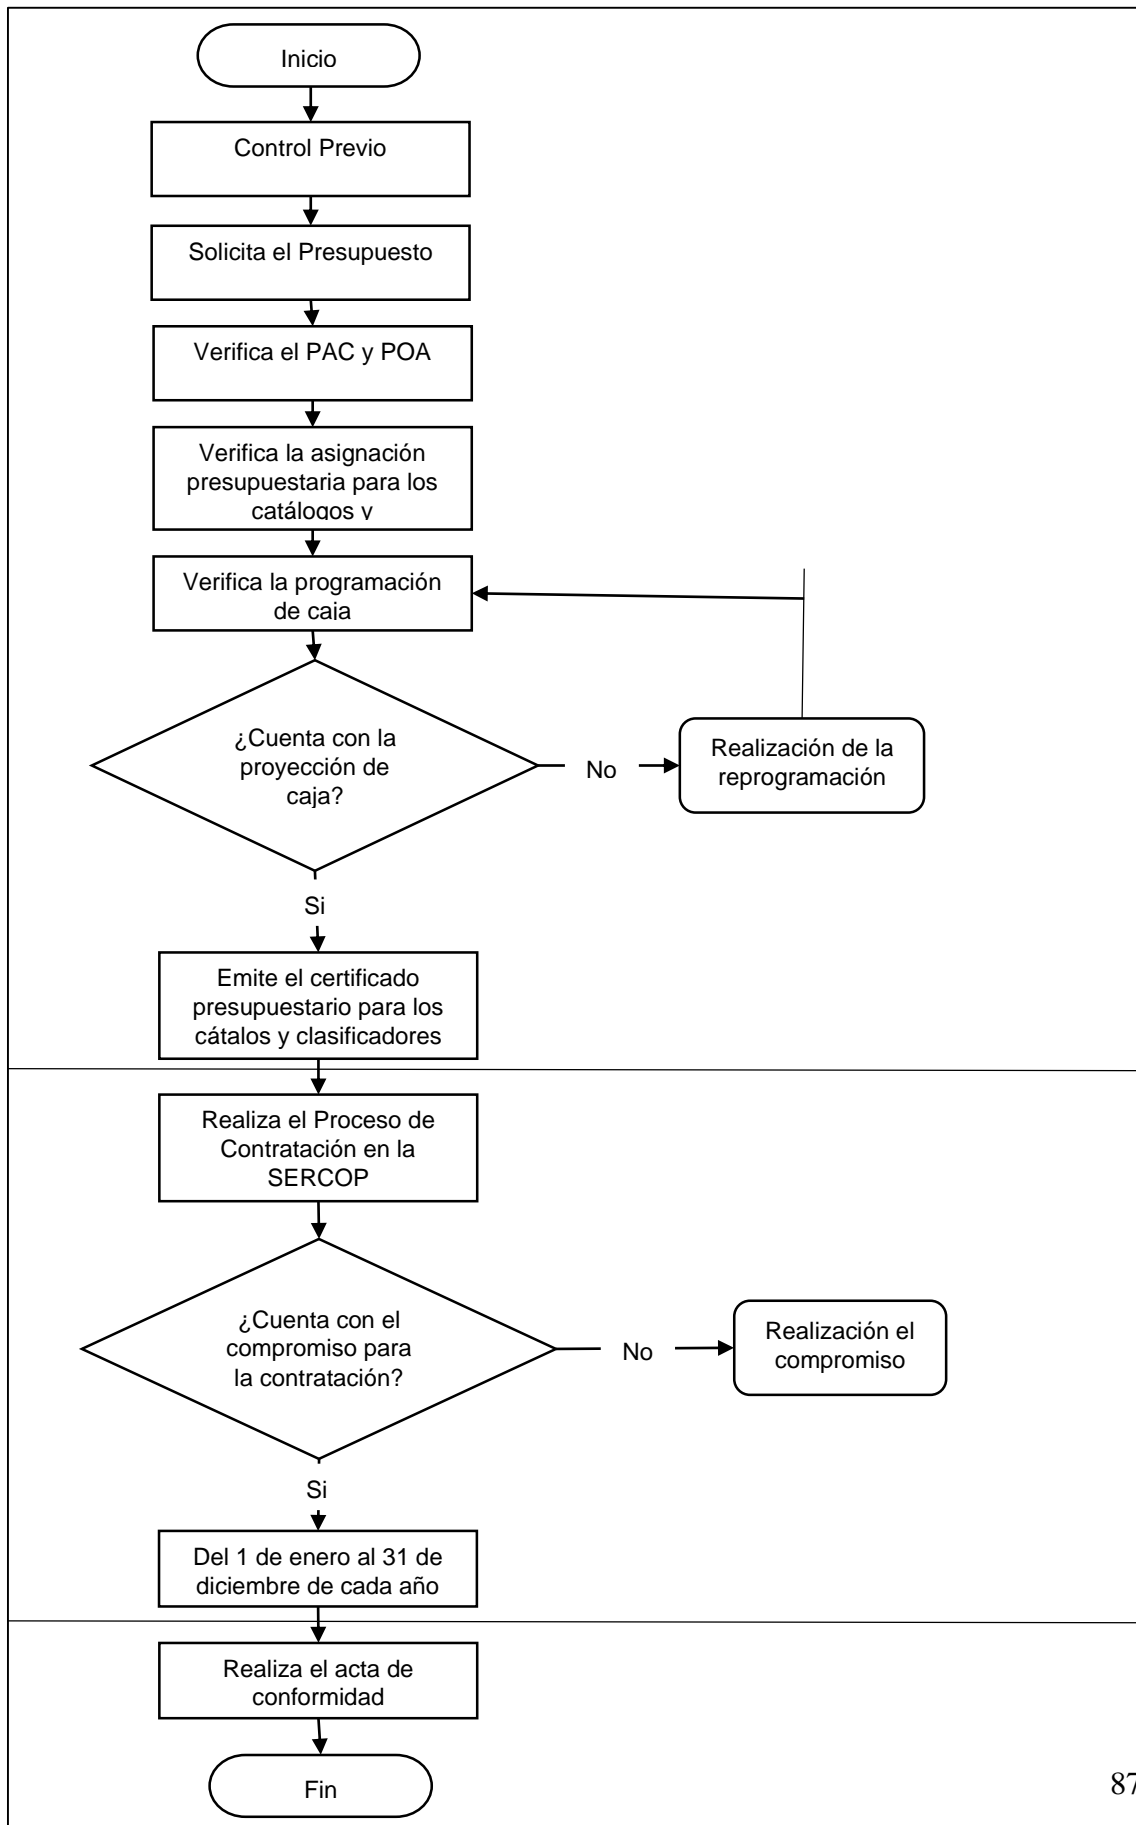 Inicio
Control Previo
Solicita el Presupuesto
Verifica el PAC y POA
Verifica la asignación
presupuestaria para los
catálogos y
Verifica la programación
de caja
¿Cuenta con la
proyección de
caja?
No
Realización de la
reprogramación
Si
Emite el certificado
presupuestario para los
cátalos y clasificadores
Realiza el Proceso de
Contratación en la
SERCOP
¿Cuenta con el
compromiso para
la contratación?
No
Realización el
compromiso
Si
Del 1 de enero al 31 de
diciembre de cada año
Realiza el acta de
conformidad
Fin
87